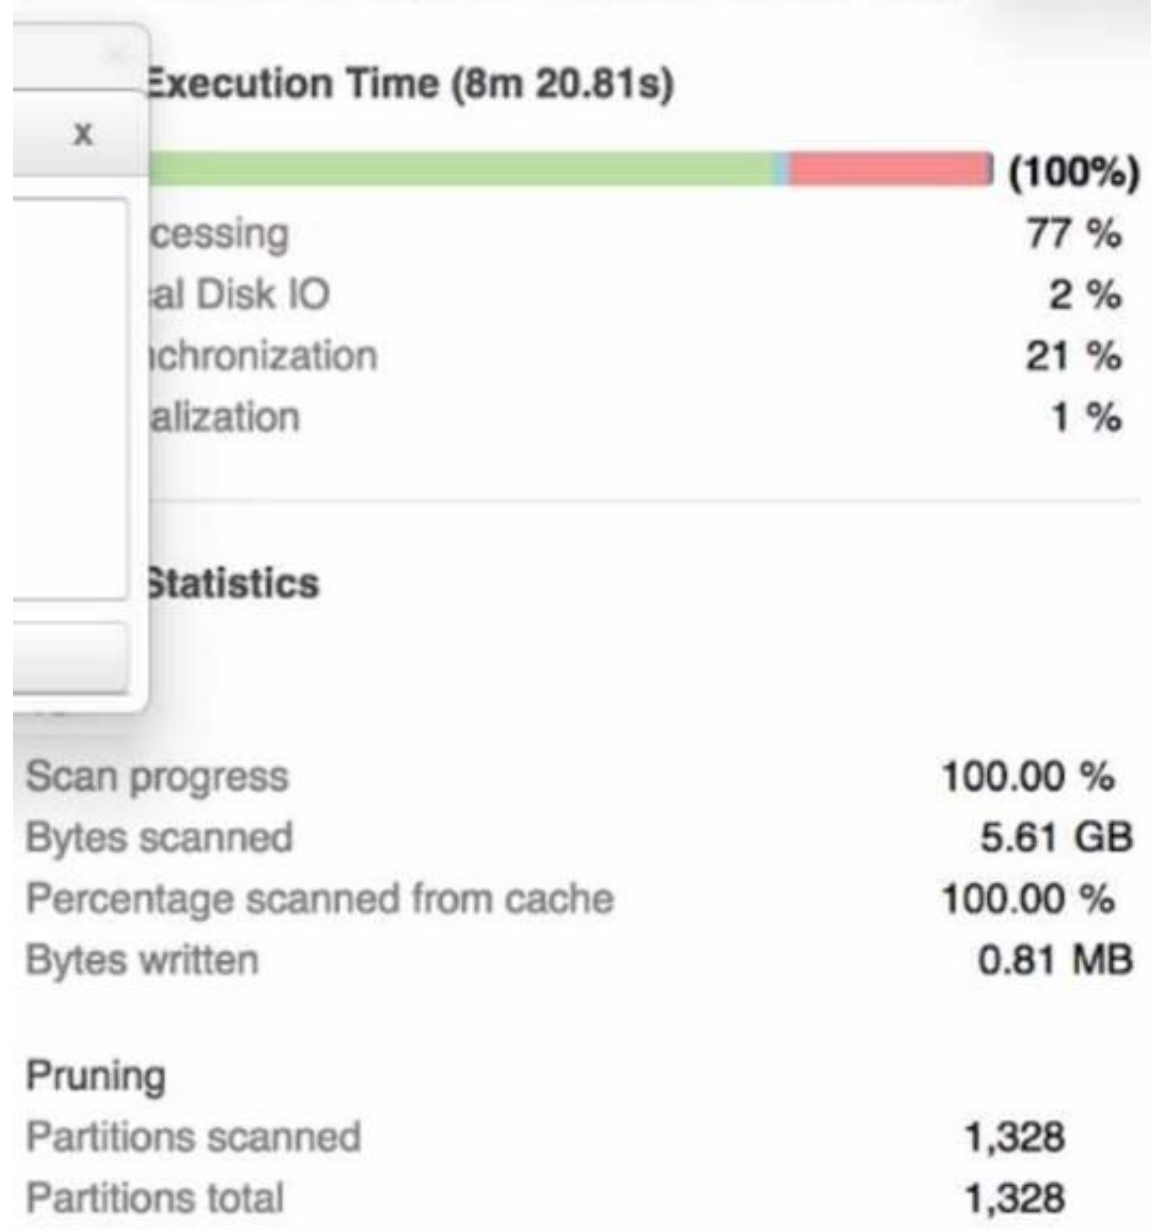 x
Execution Time (8m 20.81s)
(100%)
cessing 77 %
al Disk IO 2 %
nchronization 21 %
alization 1 %
Statistics
Scan progress 100.00 %
Bytes scanned 5.61 GB
Percentage scanned from cache 100.00 %
Bytes written 0.81 MB
Pruning
Partitions scanned 1,328
Partitions total 1,328